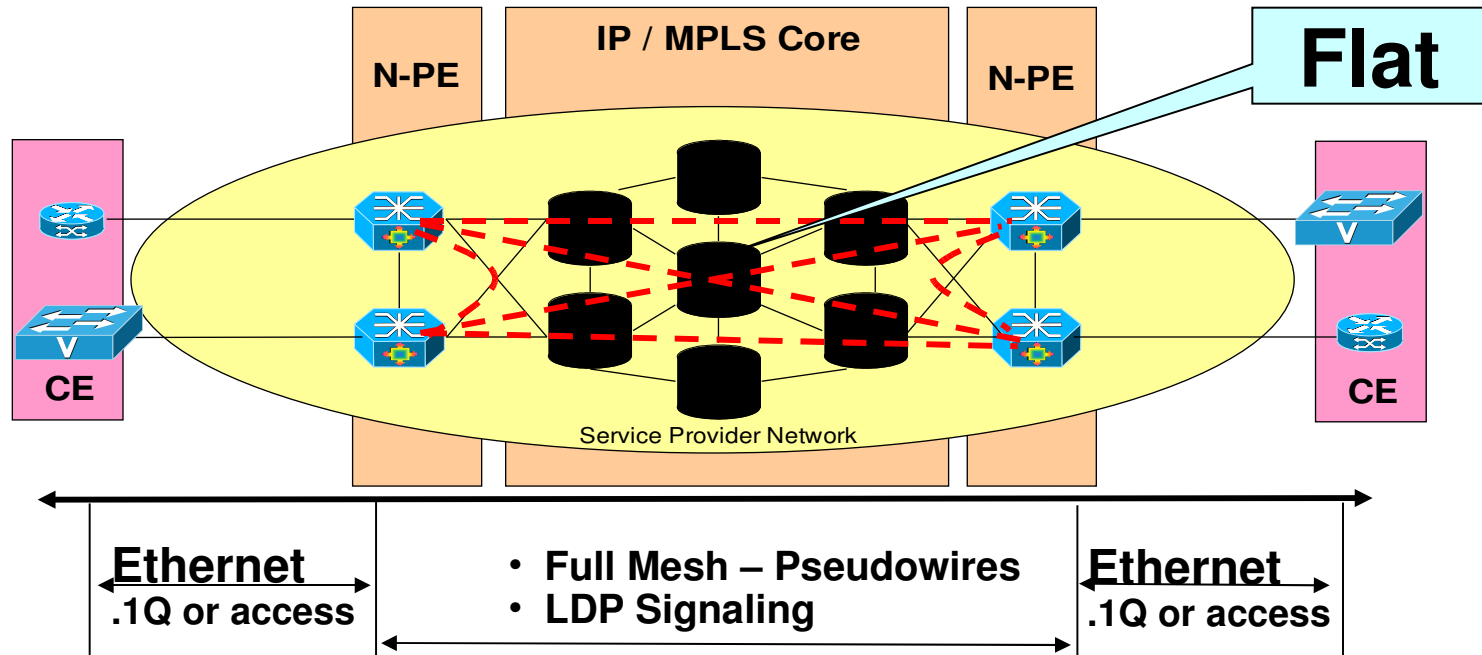 IP / MPLS Core
Flat
N-PE
N-PE
V
V
CE
CE
Service Provider Network
Ethernet
.1Q or access
• Full Mesh – Pseudowires
• LDP Signaling
Ethernet
.1Q or access